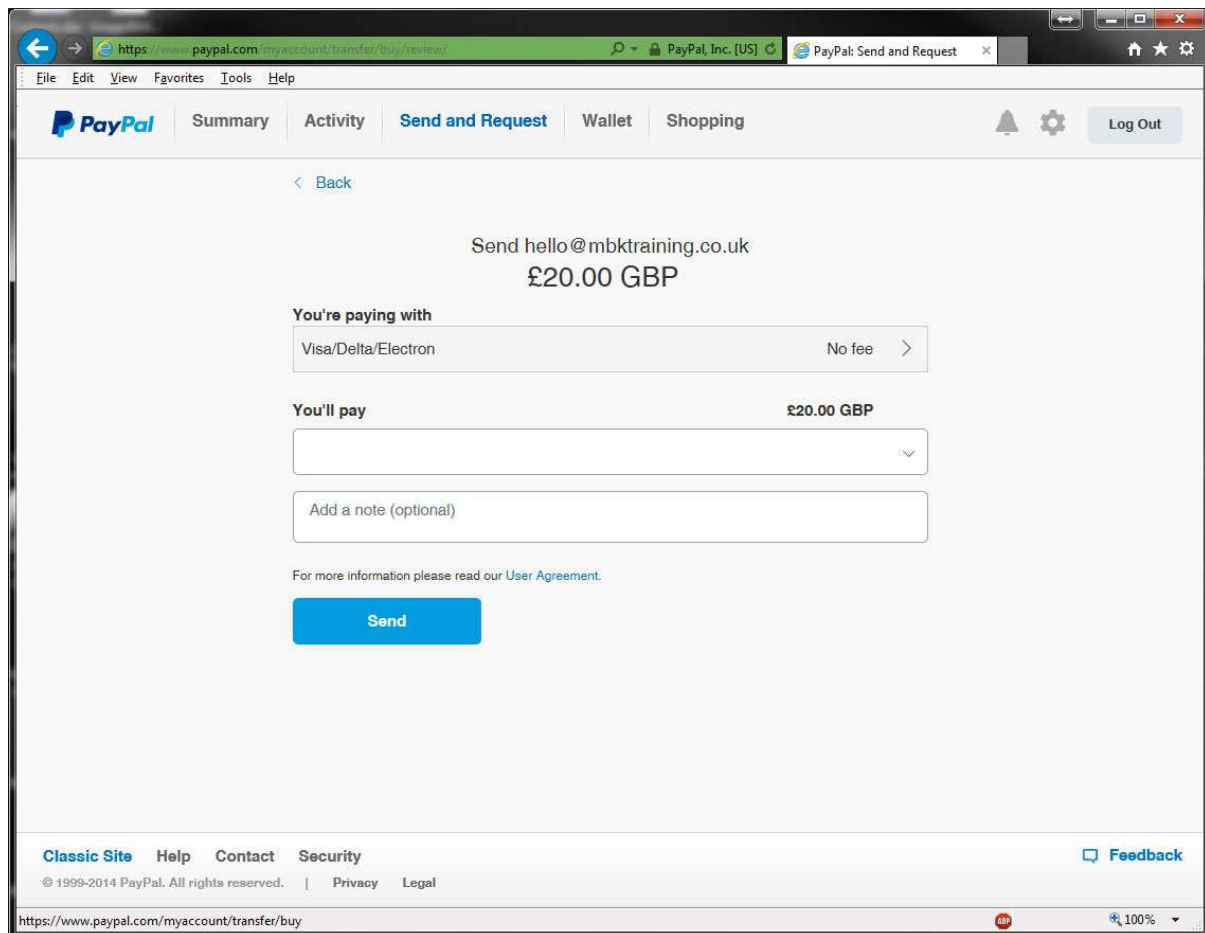 https://www.paypal.com/myaccount/transfer/buy/review/
PayPal, Inc. [US]
PayPal: Send and Request
File Edit View Favorites Tools Help
PayPal Summary Activity Send and Request Wallet Shopping Log Out
Back
Send hello@mbktraining.co.uk
£20.00 GBP
You're paying with
Visa/Delta/Electron No fee
You'll pay £20.00 GBP
Add a note (optional)
For more information please read our User Agreement.
Send
Classic Site Help Contact Security Feedback
© 1999-2014 PayPal. All rights reserved. | Privacy Legal
https://www.paypal.com/myaccount/transfer/buy ABP 100%